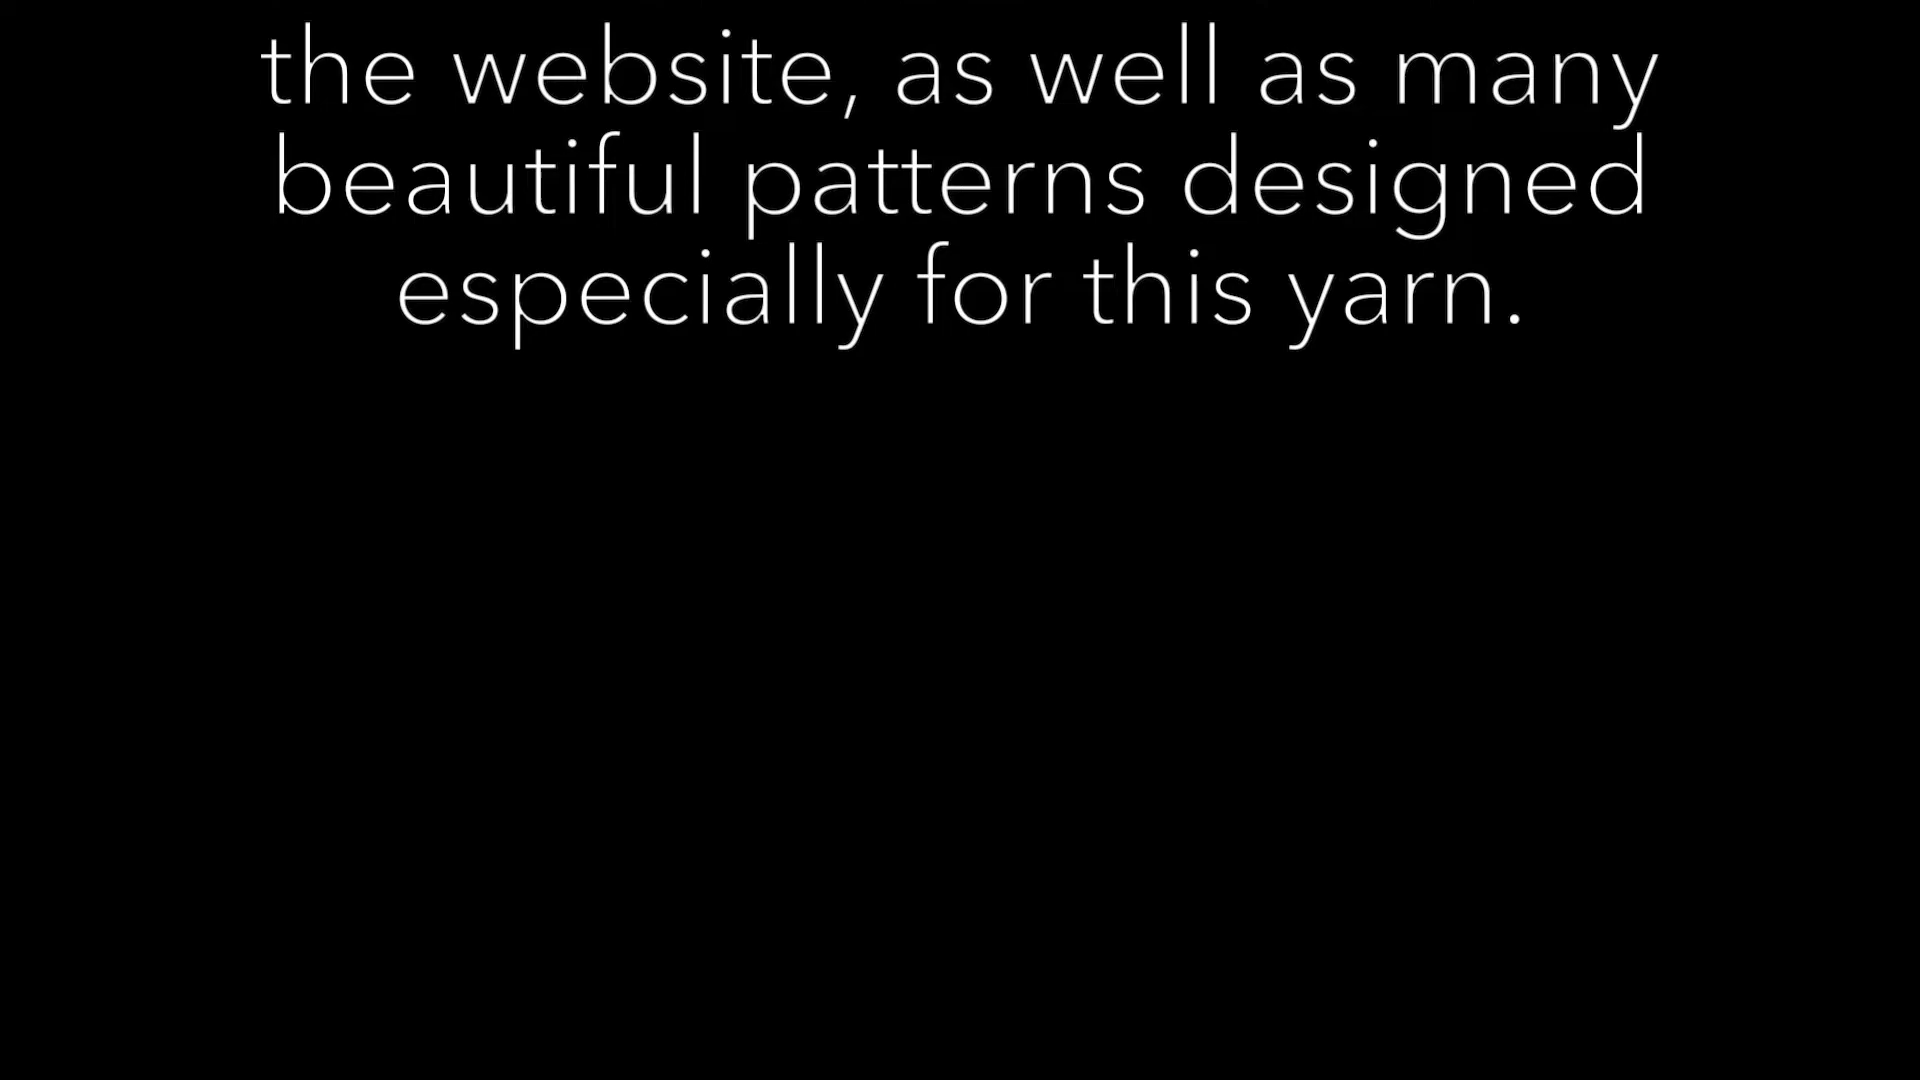 the website, as well as many
beautiful patterns designed
especially for this yarn.